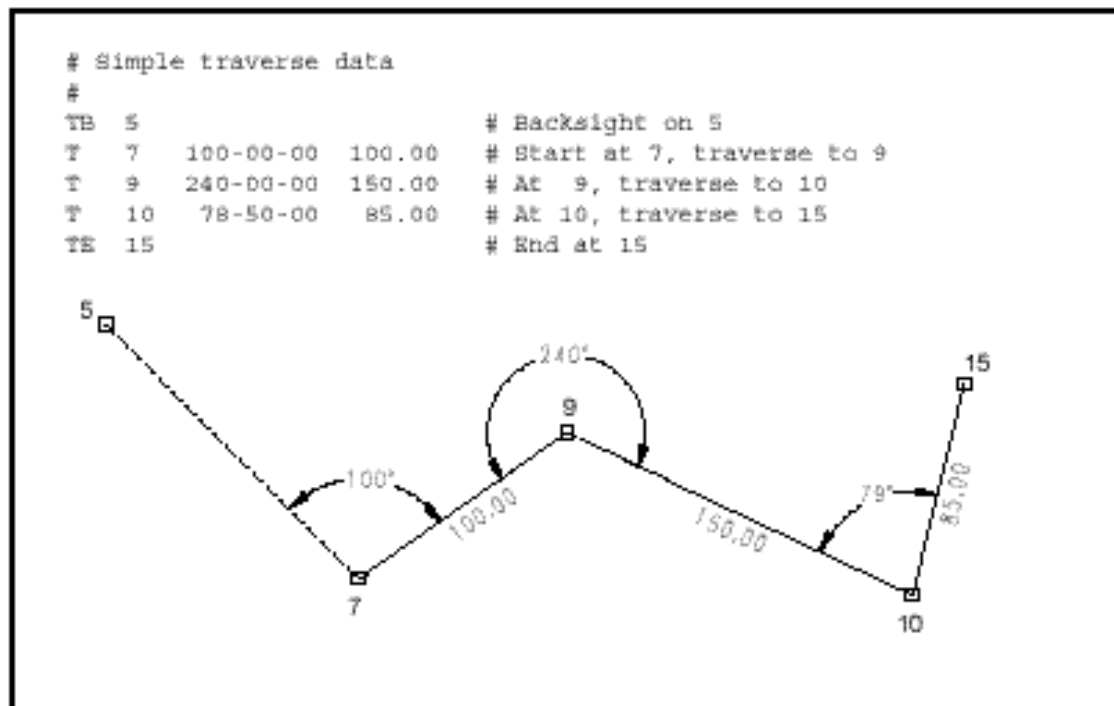 # Simple traverse data
#
TB 5 # Backsight on 5
T 7 100-00-00 100.00 # Start at 7, traverse to 9
T 9 240-00-00 150.00 # At 9, traverse to 10
T 10 78-50-00 85.00 # At 10, traverse to 15
TE 15 # End at 15
5
240°
15
9
100°
79°
100.00
150.00
85.00
7
10